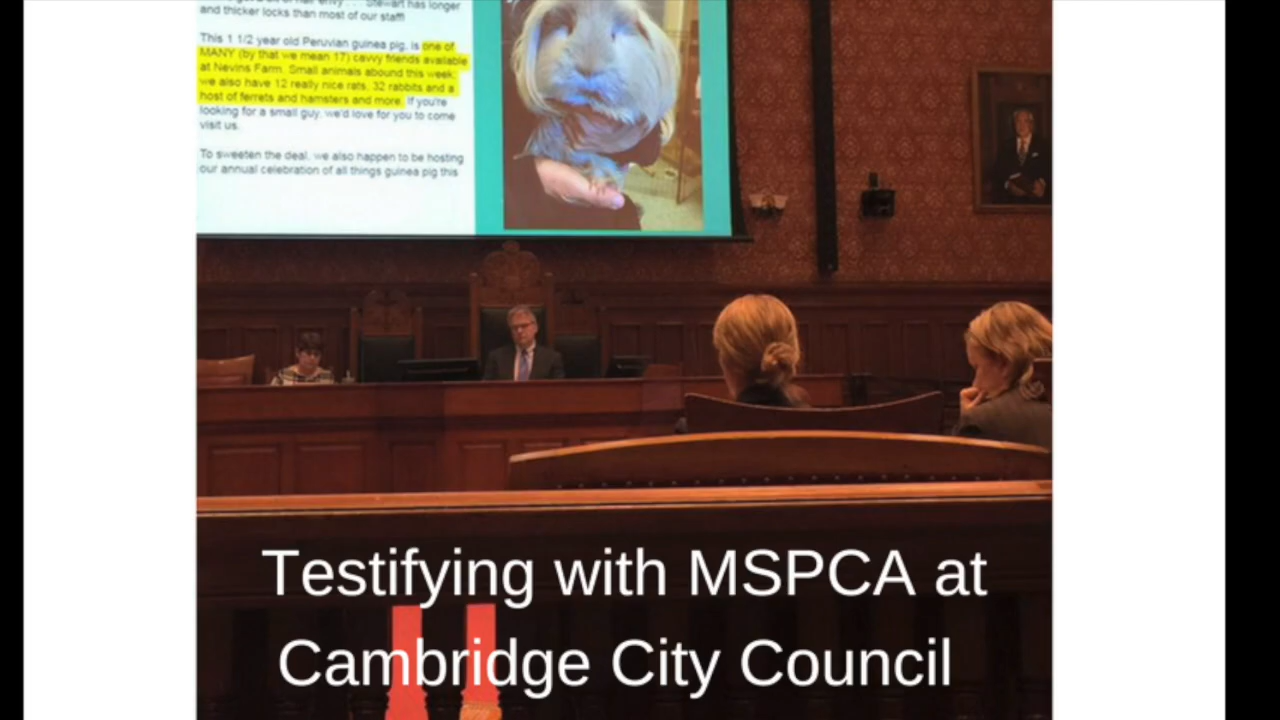 Stewart has longer
and thicker locks than most of our staff!
This 1 1/2 year old Peruvian guinea pig, is one of
MANY (by that we mean 17) cavvy friends available
at Nevins Farm. Small animals abound this week;
we also have 12 really nice rats, 32 rabbits and a
host of ferrets and hamsters and more. If you're
looking for a small guy, we'd love for you to come
visit us.
To sweeten the deal, we also happen to be hosting
our annual celebration of all things guinea pig this
Testifying with MSPCA at
Cambridge City Council